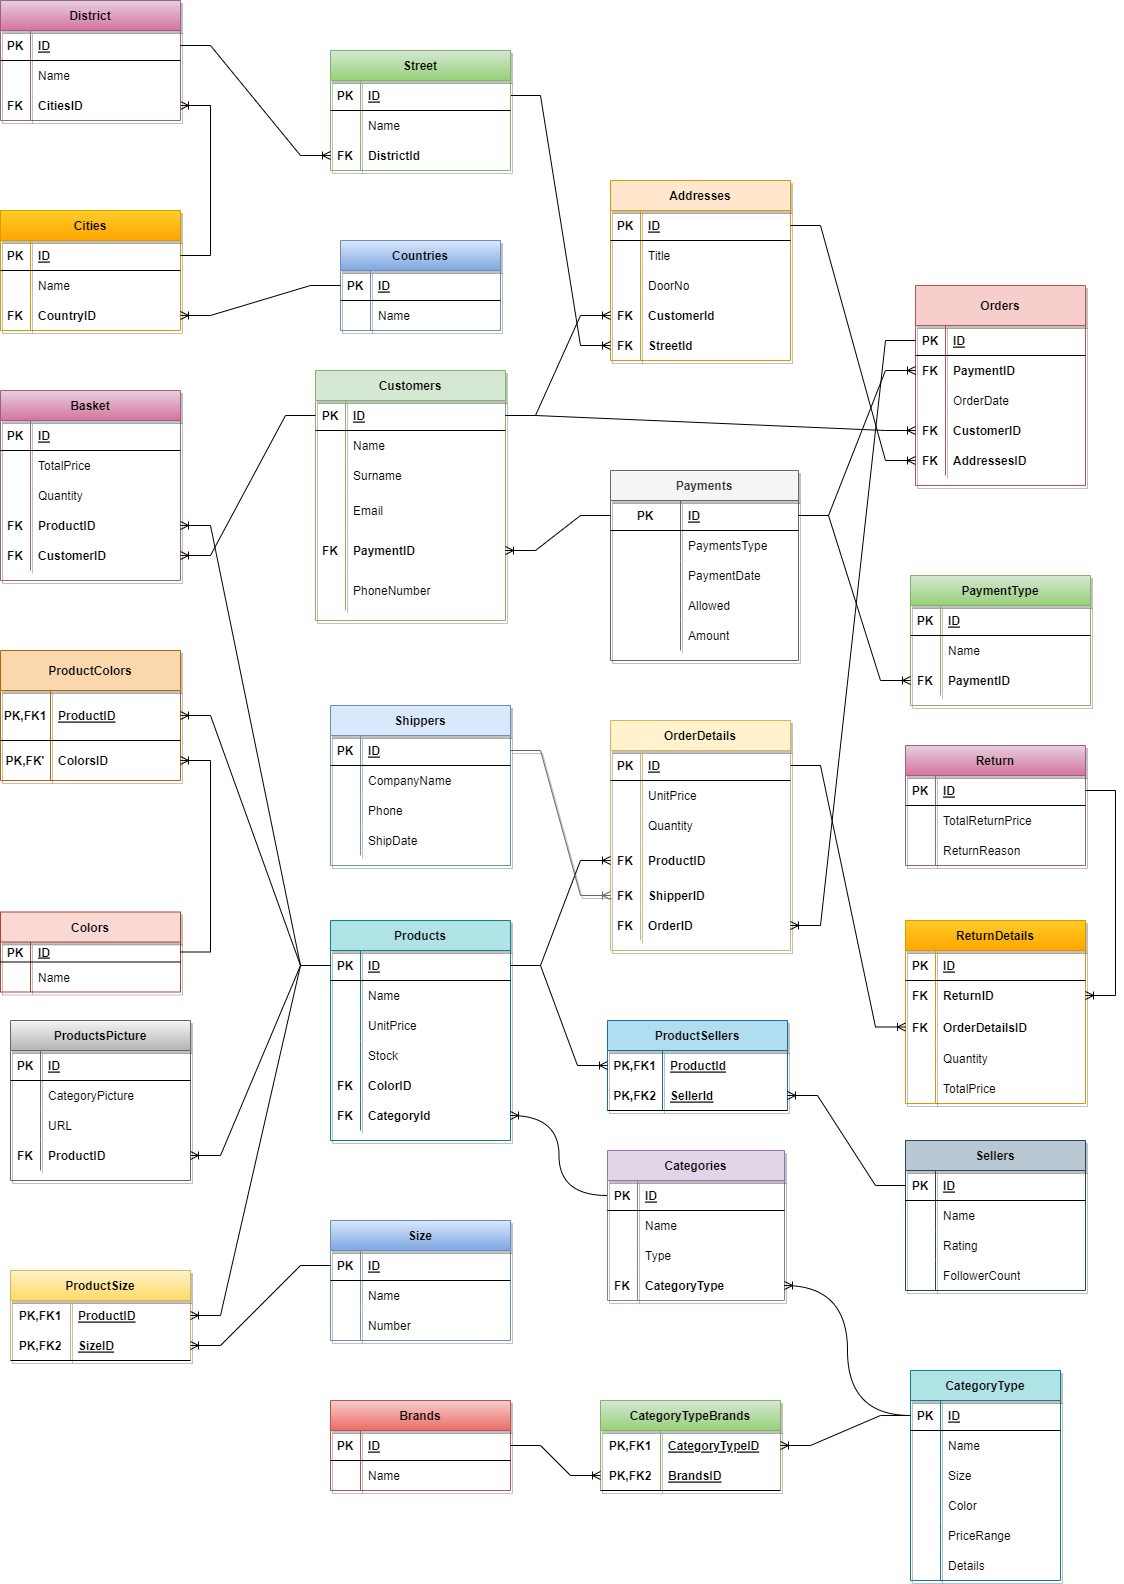 District
PK ID
Name
FK CitiesID
Street
PK ID
Name
FK DistrictId
Cities
PK ID
Name
FK CountryID
Countries
PK ID
Name
Addresses
PK ID
Title
DoorNo
FK CustomerId
FK StreetId
Orders
PK ID
FK PaymentID
OrderDate
FK CustomerID
FK AddressesID
Basket
PK ID
TotalPrice
Quantity
FK ProductID
FK CustomerID
Customers
PK ID
Name
Surname
Email
FK PaymentID
PhoneNumber
Payments
PK ID
PaymentsType
PaymentDate
Allowed
Amount
PaymentType
PK ID
Name
FK PaymentID
ProductColors
PK,FK1 ProductID
PK,FK' ColorsID
Shippers
PK ID
CompanyName
Phone
ShipDate
OrderDetails
PK ID
UnitPrice
Quantity
FK ProductID
FK ShipperID
FK OrderID
Return
PK ID
TotalReturnPrice
ReturnReason
Colors
PK ID
Name
Products
PK ID
Name
UnitPrice
Stock
FK ColorID
FK CategoryId
ReturnDetails
PK ID
FK ReturnID
FK OrderDetailsID
Quantity
TotalPrice
ProductsPicture
PK ID
CategoryPicture
URL
FK ProductID
ProductSellers
PK,FK1 ProductId
PK,FK2 SellerId
Categories
PK ID
Name
Type
FK CategoryType
Sellers
PK ID
Name
Rating
FollowerCount
ProductSize
PK,FK1 ProductID
PK,FK2 SizeID
Size
PK ID
Name
Number
Brands
PK ID
Name
CategoryTypeBrands
PK,FK1 CategoryTypeID
PK,FK2 BrandsID
CategoryType
PK ID
Name
Size
Color
PriceRange
Details